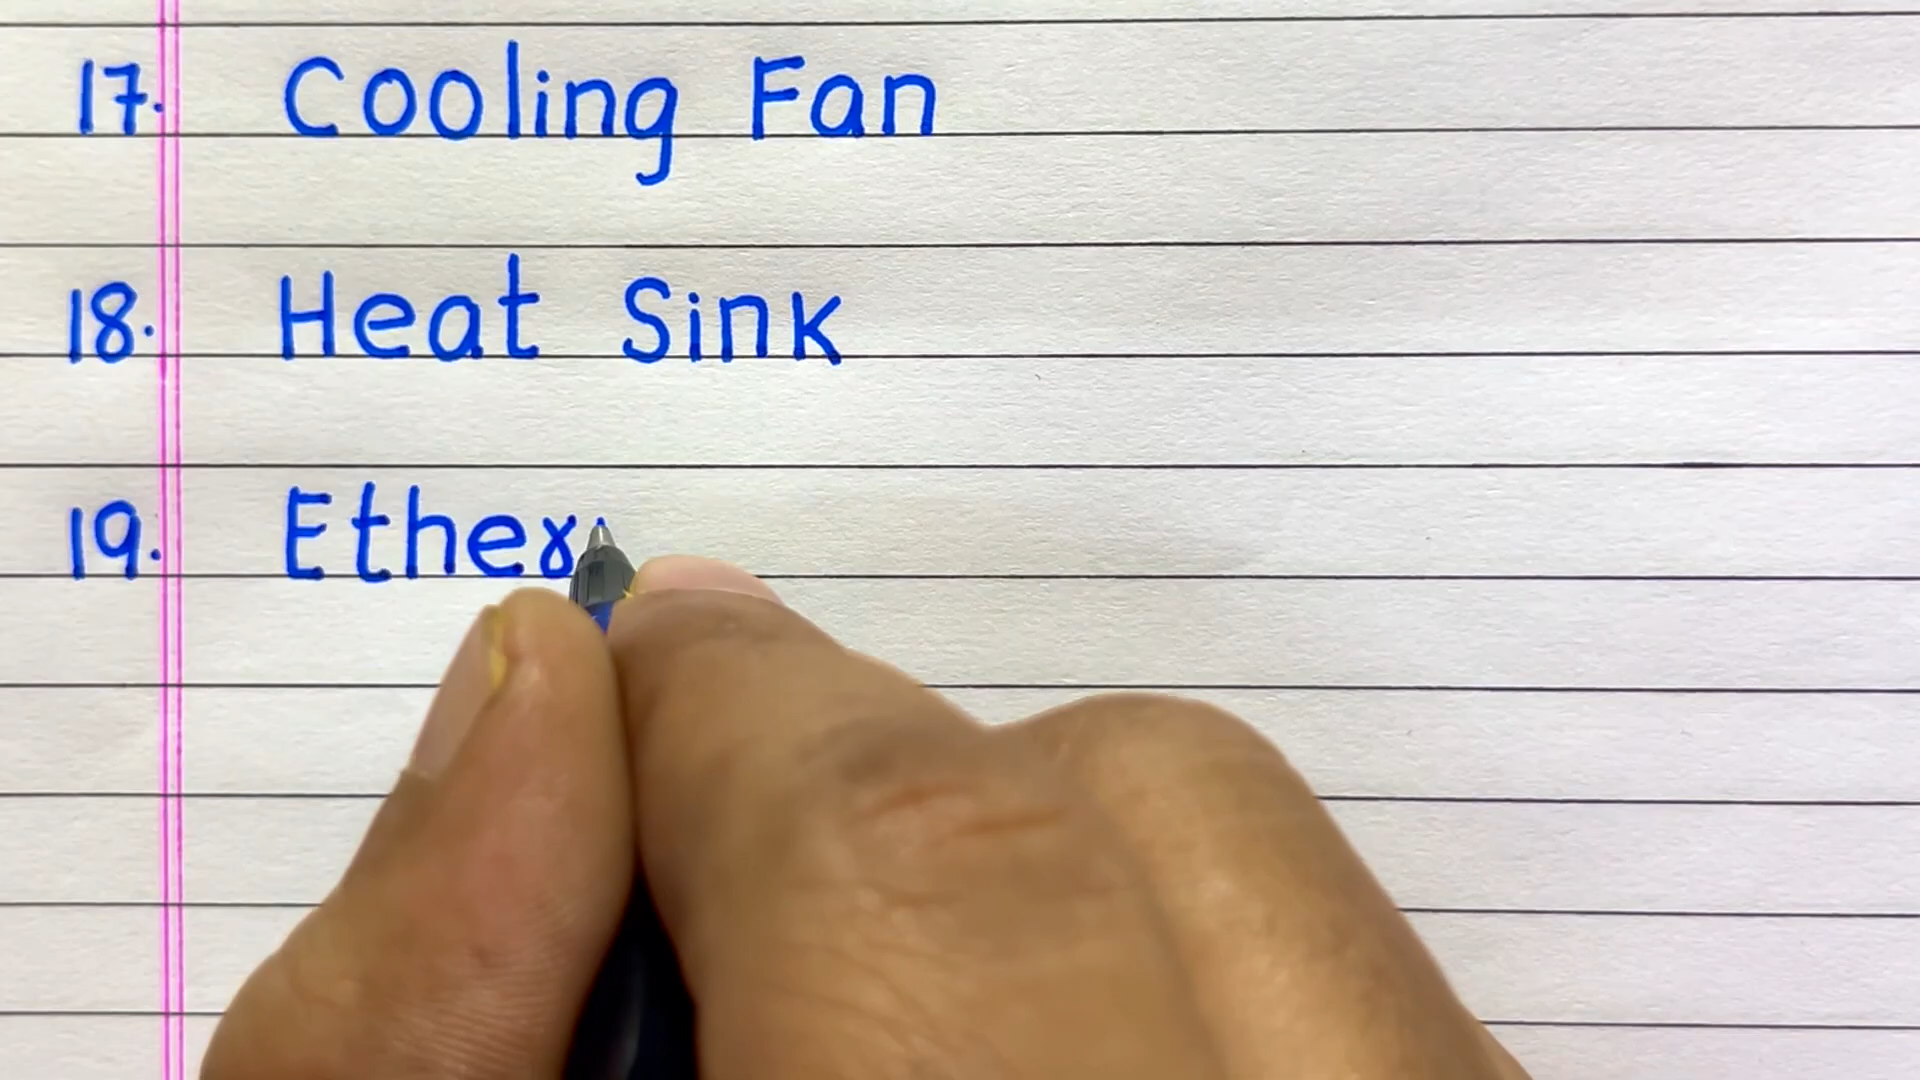 17. Cooling Fan
18. Heat Sink
19. Ether